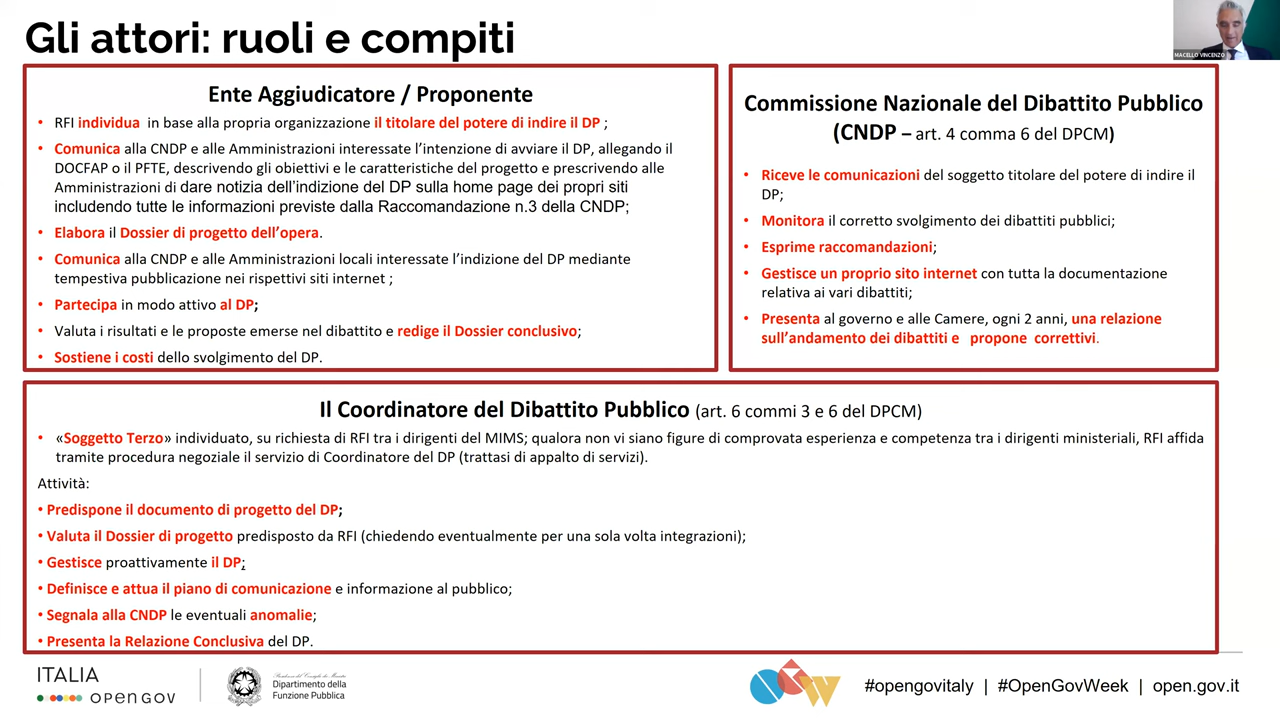 Gli attori: ruoli e compiti
MACELLO VINCENZO
Ente Aggiudicatore / Proponente
• RFI individua in base alla propria organizzazione il titolare del potere di indire il DP ;
• Comunica alla CNDP e alle Amministrazioni interessate l'intenzione di avviare il DP, allegando il
DOCFAP o il PFTE, descrivendo gli obiettivi e le caratteristiche del progetto e prescrivendo alle
Amministrazioni di dare notizia dell'indizione del DP sulla home page dei propri siti
includendo tutte le informazioni previste dalla Raccomandazione n.3 della CNDP;
• Elabora il Dossier di progetto dell'opera.
• Comunica alla CNDP e alle Amministrazioni locali interessate l'indizione del DP mediante
tempestiva pubblicazione nei rispettivi siti internet ;
• Partecipa in modo attivo al DP;
• Valuta i risultati e le proposte emerse nel dibattito e redige il Dossier conclusivo;
• Sostiene i costi dello svolgimento del DP.
Commissione Nazionale del Dibattito Pubblico
(CNDP – art. 4 comma 6 del DPCM)
• Riceve le comunicazioni del soggetto titolare del potere di indire il
DP;
• Monitora il corretto svolgimento dei dibattiti pubblici;
• Esprime raccomandazioni;
• Gestisce un proprio sito internet con tutta la documentazione
relativa ai vari dibattiti;
• Presenta al governo e alle Camere, ogni 2 anni, una relazione
sull'andamento dei dibattiti e propone correttivi.
Il Coordinatore del Dibattito Pubblico (art. 6 commi 3 e 6 del DPCM)
• «Soggetto Terzo» individuato, su richiesta di RFI tra i dirigenti del MIMS; qualora non vi siano figure di comprovata esperienza e competenza tra i dirigenti ministeriali, RFI affida
tramite procedura negoziale il servizio di Coordinatore del DP (trattasi di appalto di servizi).
Attività:
• Predispone il documento di progetto del DP;
• Valuta il Dossier di progetto predisposto da RFI (chiedendo eventualmente per una sola volta integrazioni);
• Gestisce proattivamente il DP;
• Definisce e attua il piano di comunicazione e informazione al pubblico;
• Segnala alla CNDP le eventuali anomalie;
• Presenta la Relazione Conclusiva del DP.
ITALIA
open gov
Presidenza del Consiglio dei Ministri
Dipartimento della
Funzione Pubblica
OGW
#opengovitaly | #OpenGovWeek | open.gov.it